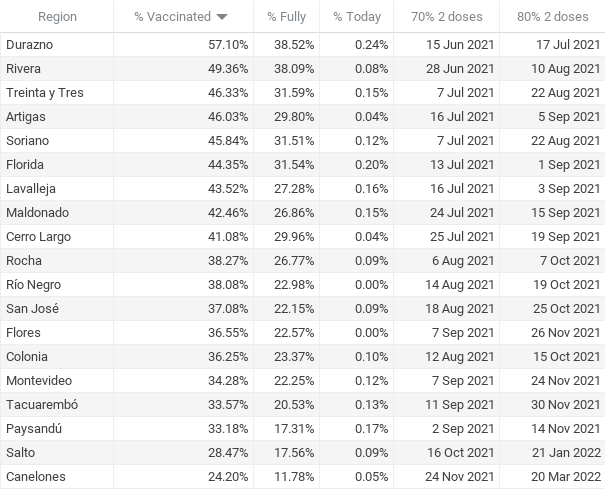 Region % Vaccinated % Fully % Today 70% 2 doses 80% 2 doses
Durazno 57.10% 38.52% 0.24% 15 Jun 2021 17 Jul 2021
Rivera 49.36% 38.09% 0.08% 28 Jun 2021 10 Aug 2021
Treinta y Tres 46.33% 31.59% 0.15% 7 Jul 2021 22 Aug 2021
Artigas 46.03% 29.80% 0.04% 16 Jul 2021 5 Sep 2021
Soriano 45.84% 31.51% 0.12% 7 Jul 2021 22 Aug 2021
Florida 44.35% 31.54% 0.20% 13 Jul 2021 1 Sep 2021
Lavalleja 43.52% 27.28% 0.16% 16 Jul 2021 3 Sep 2021
Maldonado 42.46% 26.86% 0.15% 24 Jul 2021 15 Sep 2021
Cerro Largo 41.08% 29.96% 0.04% 25 Jul 2021 19 Sep 2021
Rocha 38.27% 26.77% 0.09% 6 Aug 2021 7 Oct 2021
Río Negro 38.08% 22.98% 0.00% 14 Aug 2021 19 Oct 2021
San José 37.08% 22.15% 0.09% 18 Aug 2021 25 Oct 2021
Flores 36.55% 22.57% 0.00% 7 Sep 2021 26 Nov 2021
Colonia 36.25% 23.37% 0.10% 12 Aug 2021 15 Oct 2021
Montevideo 34.28% 22.25% 0.12% 7 Sep 2021 24 Nov 2021
Tacuarembó 33.57% 20.53% 0.13% 11 Sep 2021 30 Nov 2021
Paysandú 33.18% 17.31% 0.17% 2 Sep 2021 14 Nov 2021
Salto 28.47% 17.56% 0.09% 16 Oct 2021 21 Jan 2022
Canelones 24.20% 11.78% 0.05% 24 Nov 2021 20 Mar 2022